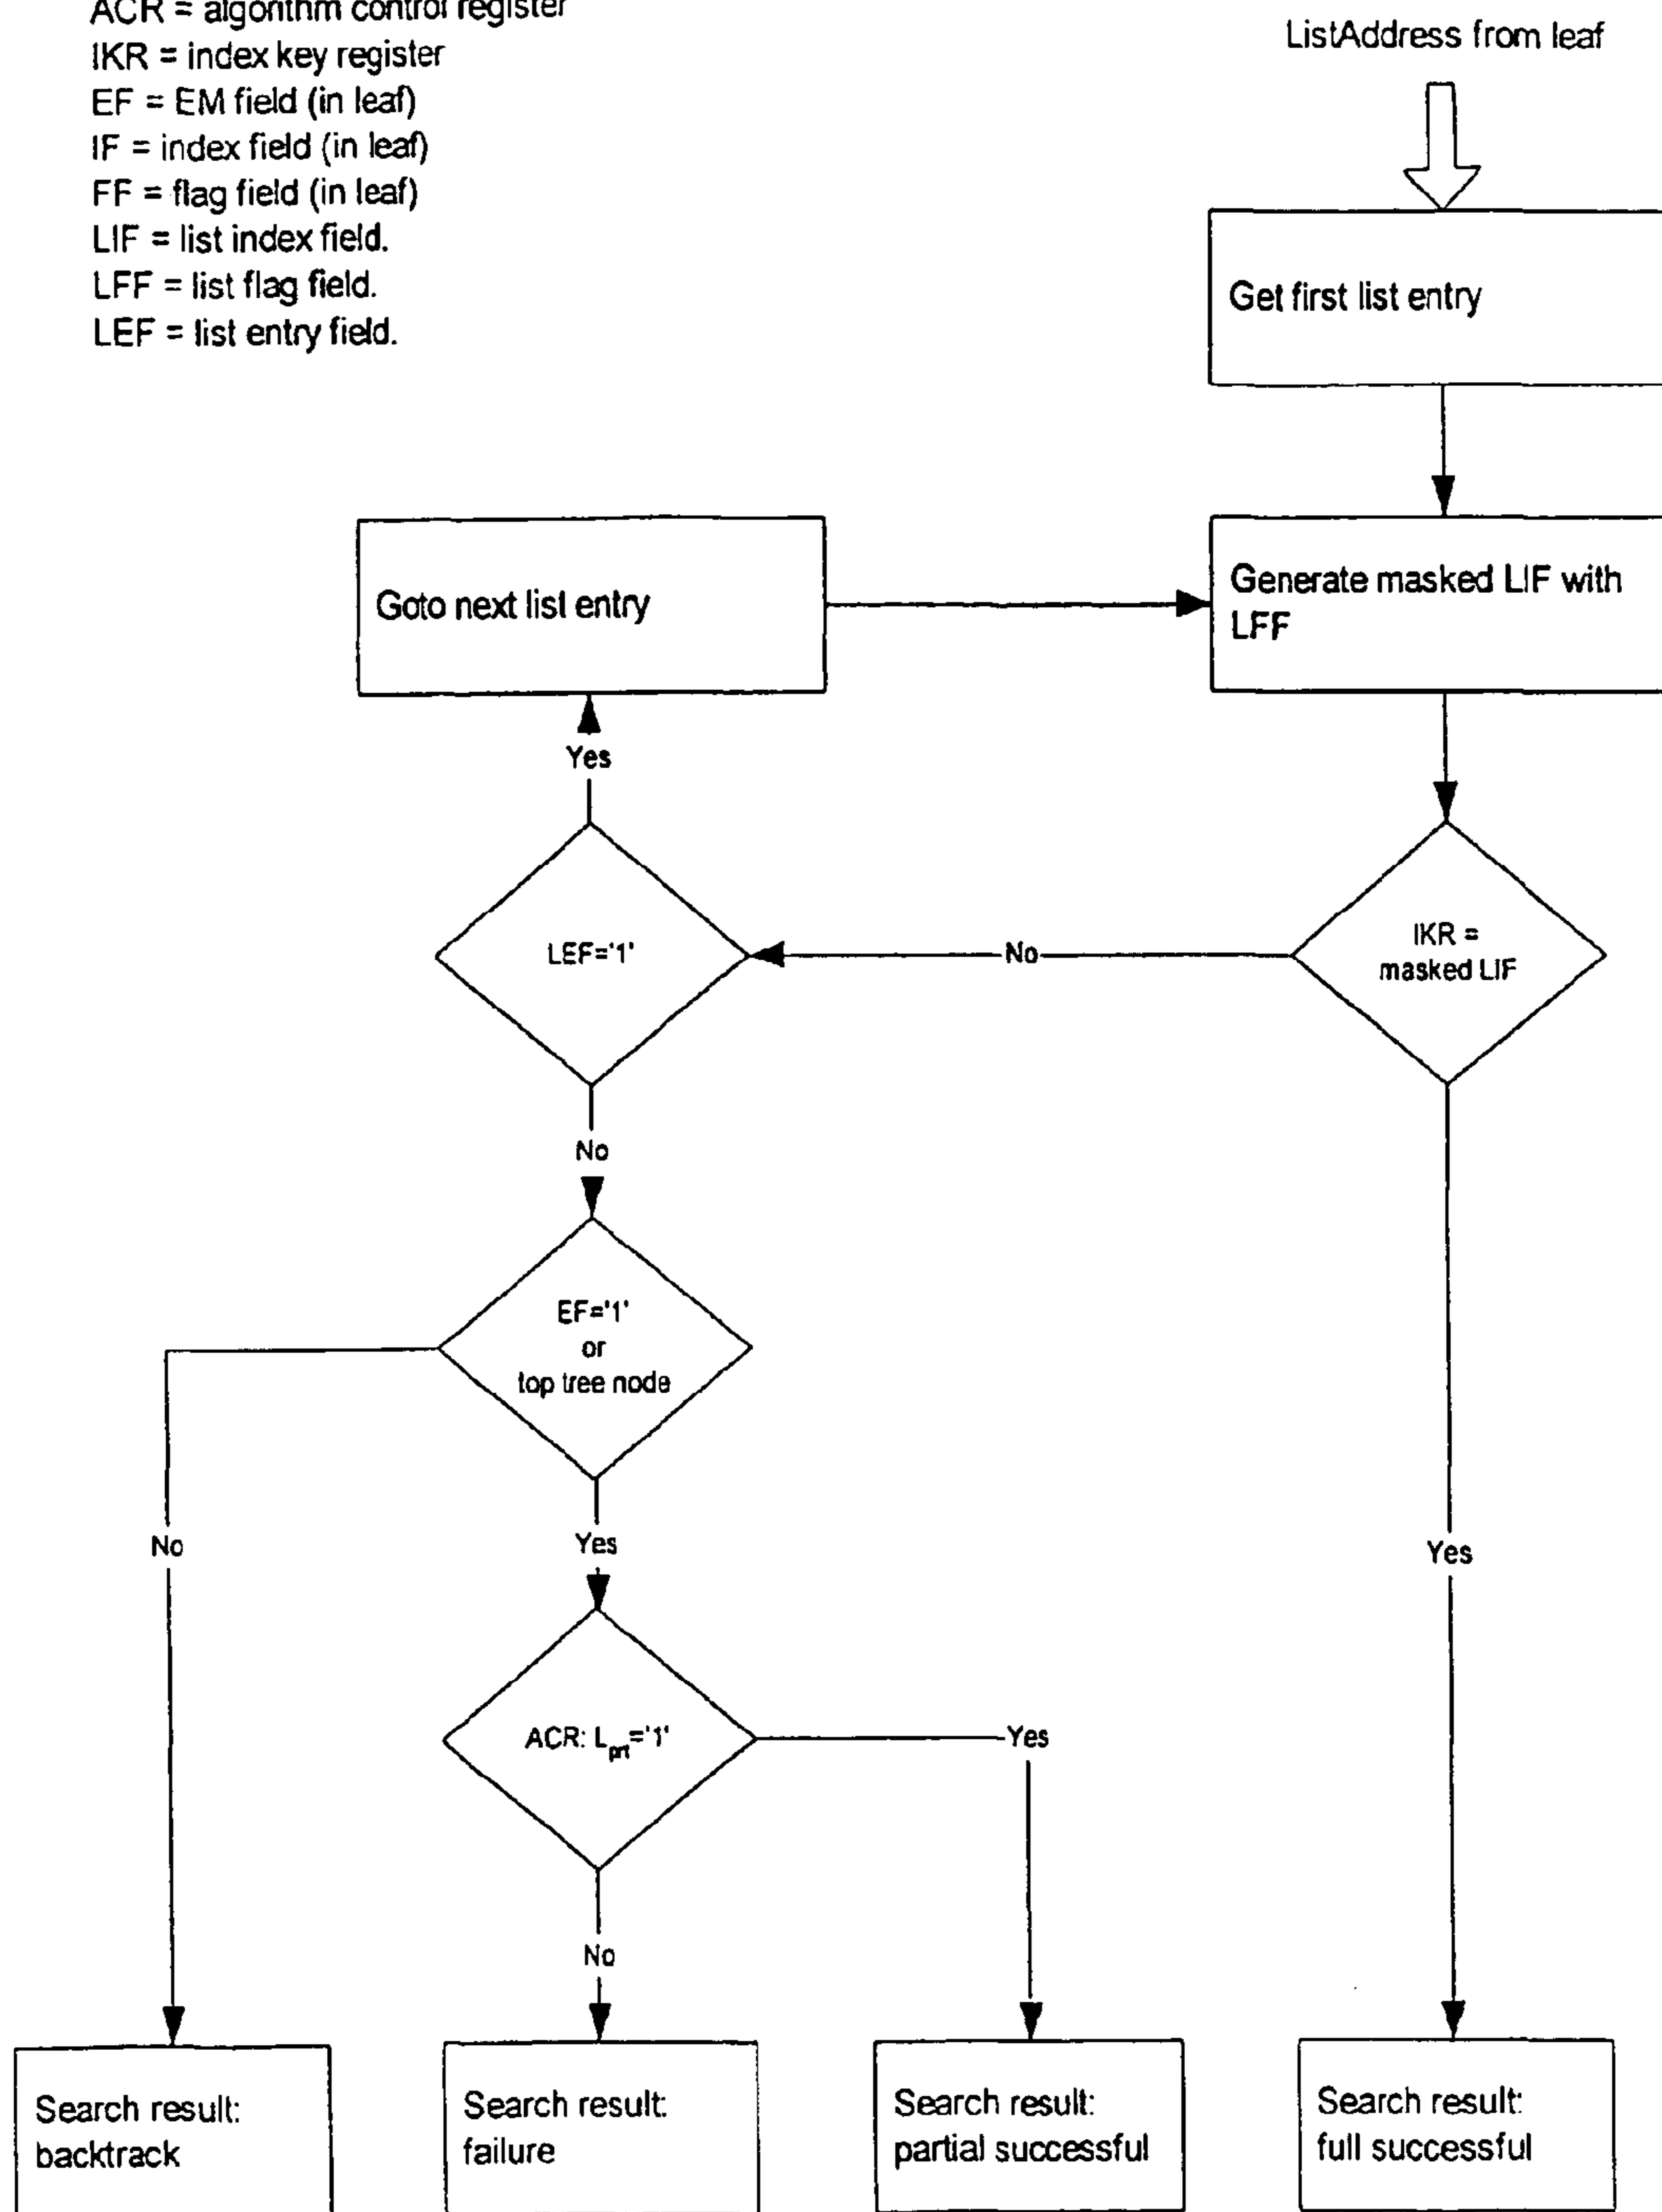 ACR = algorithm control register
IKR = index key register
EF = EM field (in leaf)
IF = index field (in leaf)
FF = flag field (in leaf)
LIF = list index field.
LFF = list flag field.
LEF = list entry field.
ListAddress from leaf
Get first list entry
Goto next list entry
Generate masked LIF with
LFF
Yes
LEF='1'
No
IKR =
masked LIF
No
EF='1'
or
top tree node
No
Yes
Yes
ACR: Lprt='1'
Yes
No
Search result:
backtrack
Search result:
failure
Search result:
partial successful
Search result:
full successful